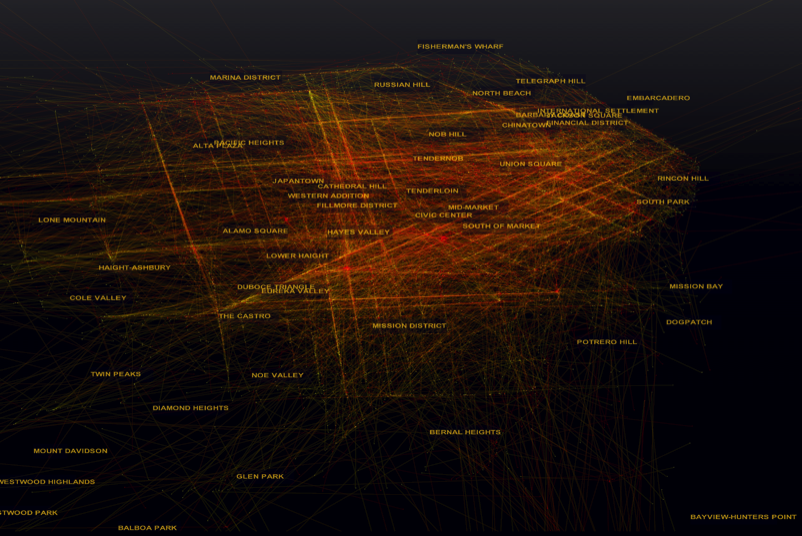 FISHERMAN'S WHARF
MARINA DISTRICT
RUSSIAN HILL
TELEGRAPH HILL
NORTH BEACH
EMBARCADERO
INTERNATIONAL SETTLEMENT
JACKSON SQUARE
CHINATOWN
FINANCIAL DISTRICT
NOB HILL
PACIFIC HEIGHTS
ALTA PLAZA
TENDERNOB
UNION SQUARE
JAPANTOWN
CATHEDRAL HILL
RINCON HILL
TENDERLOIN
WESTERN ADDITION
SOUTH PARK
FILLMORE DISTRICT
MID-MARKET
CIVIC CENTER
LONE MOUNTAIN
SOUTH OF MARKET
ALAMO SQUARE
HAYES VALLEY
LOWER HAIGHT
HAIGHT-ASHBURY
DUBOCE TRIANGLE
MISSION BAY
EUREKA VALLEY
COLE VALLEY
THE CASTRO
DOGPATCH
MISSION DISTRICT
POTRERO HILL
TWIN PEAKS
NOE VALLEY
DIAMOND HEIGHTS
BERNAL HEIGHTS
MOUNT DAVIDSON
GLEN PARK
WESTWOOD HIGHLANDS
STWOOD PARK
BAYVIEW-HUNTERS POINT
BALBOA PARK